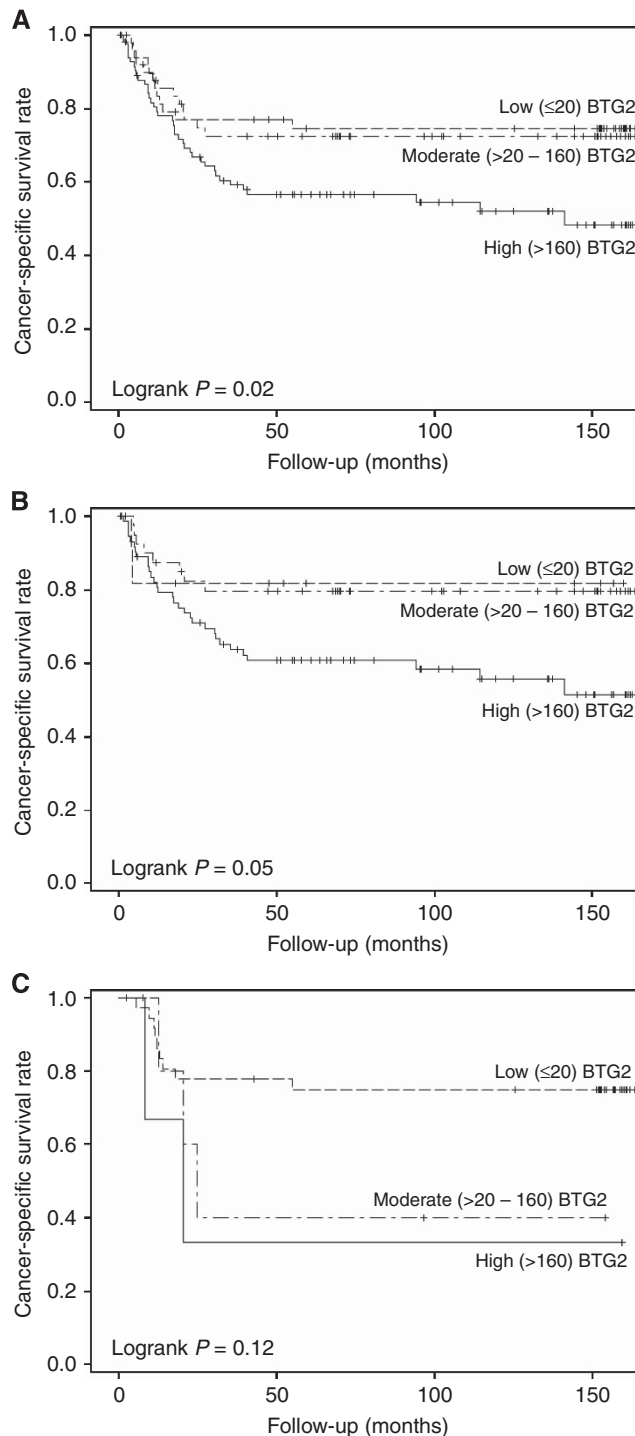 A
Cancer-specific survival rate
1.0
0.8
0.6
0.4
0.2
0.0
Low (≤20) BTG2
Moderate (>20 – 160) BTG2
High (>160) BTG2
Logrank P = 0.02
0 50 100 150
Follow-up (months)
B
Cancer-specific survival rate
1.0
0.8
0.6
0.4
0.2
0.0
Low (≤20) BTG2
Moderate (>20 – 160) BTG2
High (>160) BTG2
Logrank P = 0.05
0 50 100 150
Follow-up (months)
C
Cancer-specific survival rate
1.0
0.8
0.6
0.4
0.2
0.0
Low (≤20) BTG2
Moderate (>20 – 160) BTG2
High (>160) BTG2
Logrank P = 0.12
0 50 100 150
Follow-up (months)